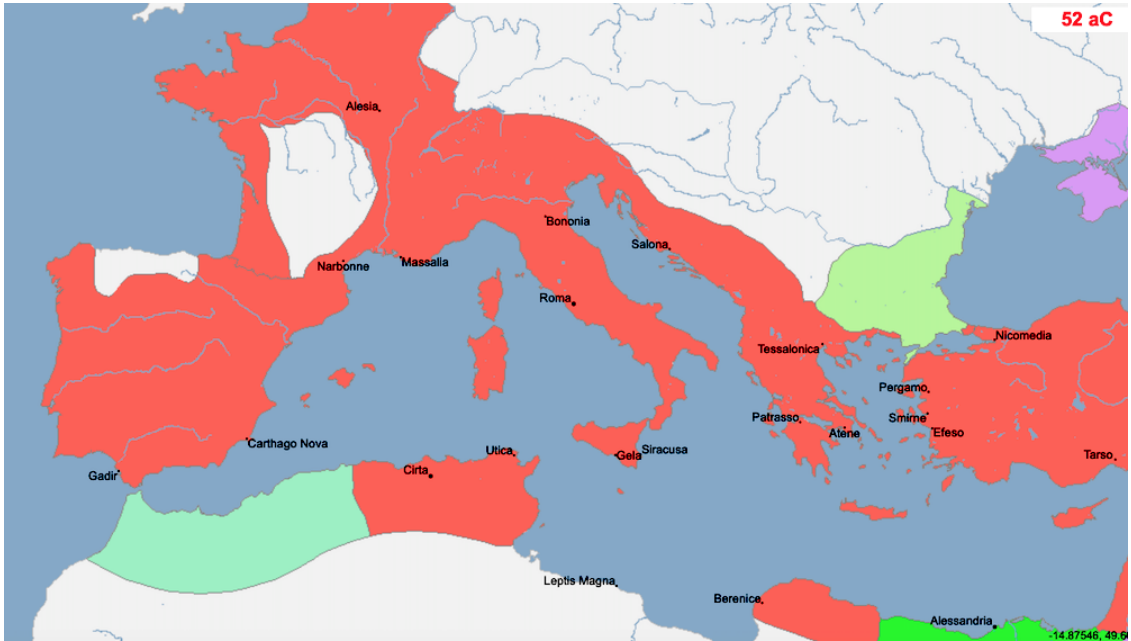 52 aC
Alesia
Bononia
Salona
Narbonne
Massalia
Roma
Nicomedia
Tessalonica
Pergamo
Patrasso
Smirne
Atene
Efeso
Carthago Nova
Utica
Gela
Siracusa
Tarso
Gadir
Cirta
Leptis Magna
Berenice
Alessandria
-14.87546, 49.6